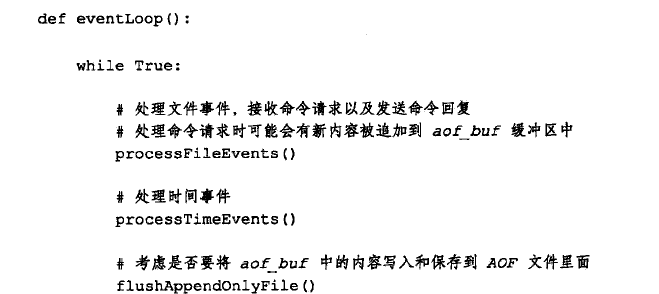 def eventLoop():
while True:
# 处理文件事件，接收命令请求以及发送命令回复
# 处理命令请求时可能会有新内容被追加到 aof_buf 缓冲区中
processFileEvents()
# 处理时间事件
processTimeEvents()
# 考虑是否要将 aof_buf 中的内容写入和保存到 AOF 文件里面
flushAppendOnlyFile()